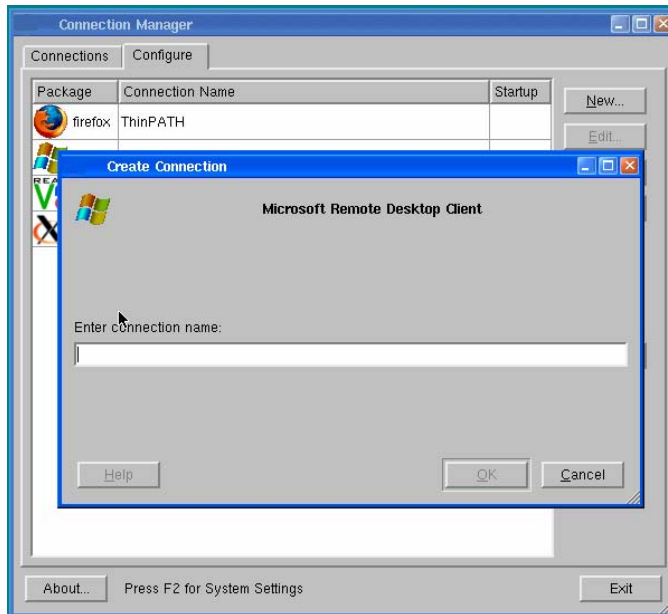 Connection Manager
Connections Configure
Package Connection Name Startup
New...
firefox ThinPATH
Edit...
Create Connection
Microsoft Remote Desktop Client
Enter connection name:
Help OK Cancel
About... Press F2 for System Settings Exit